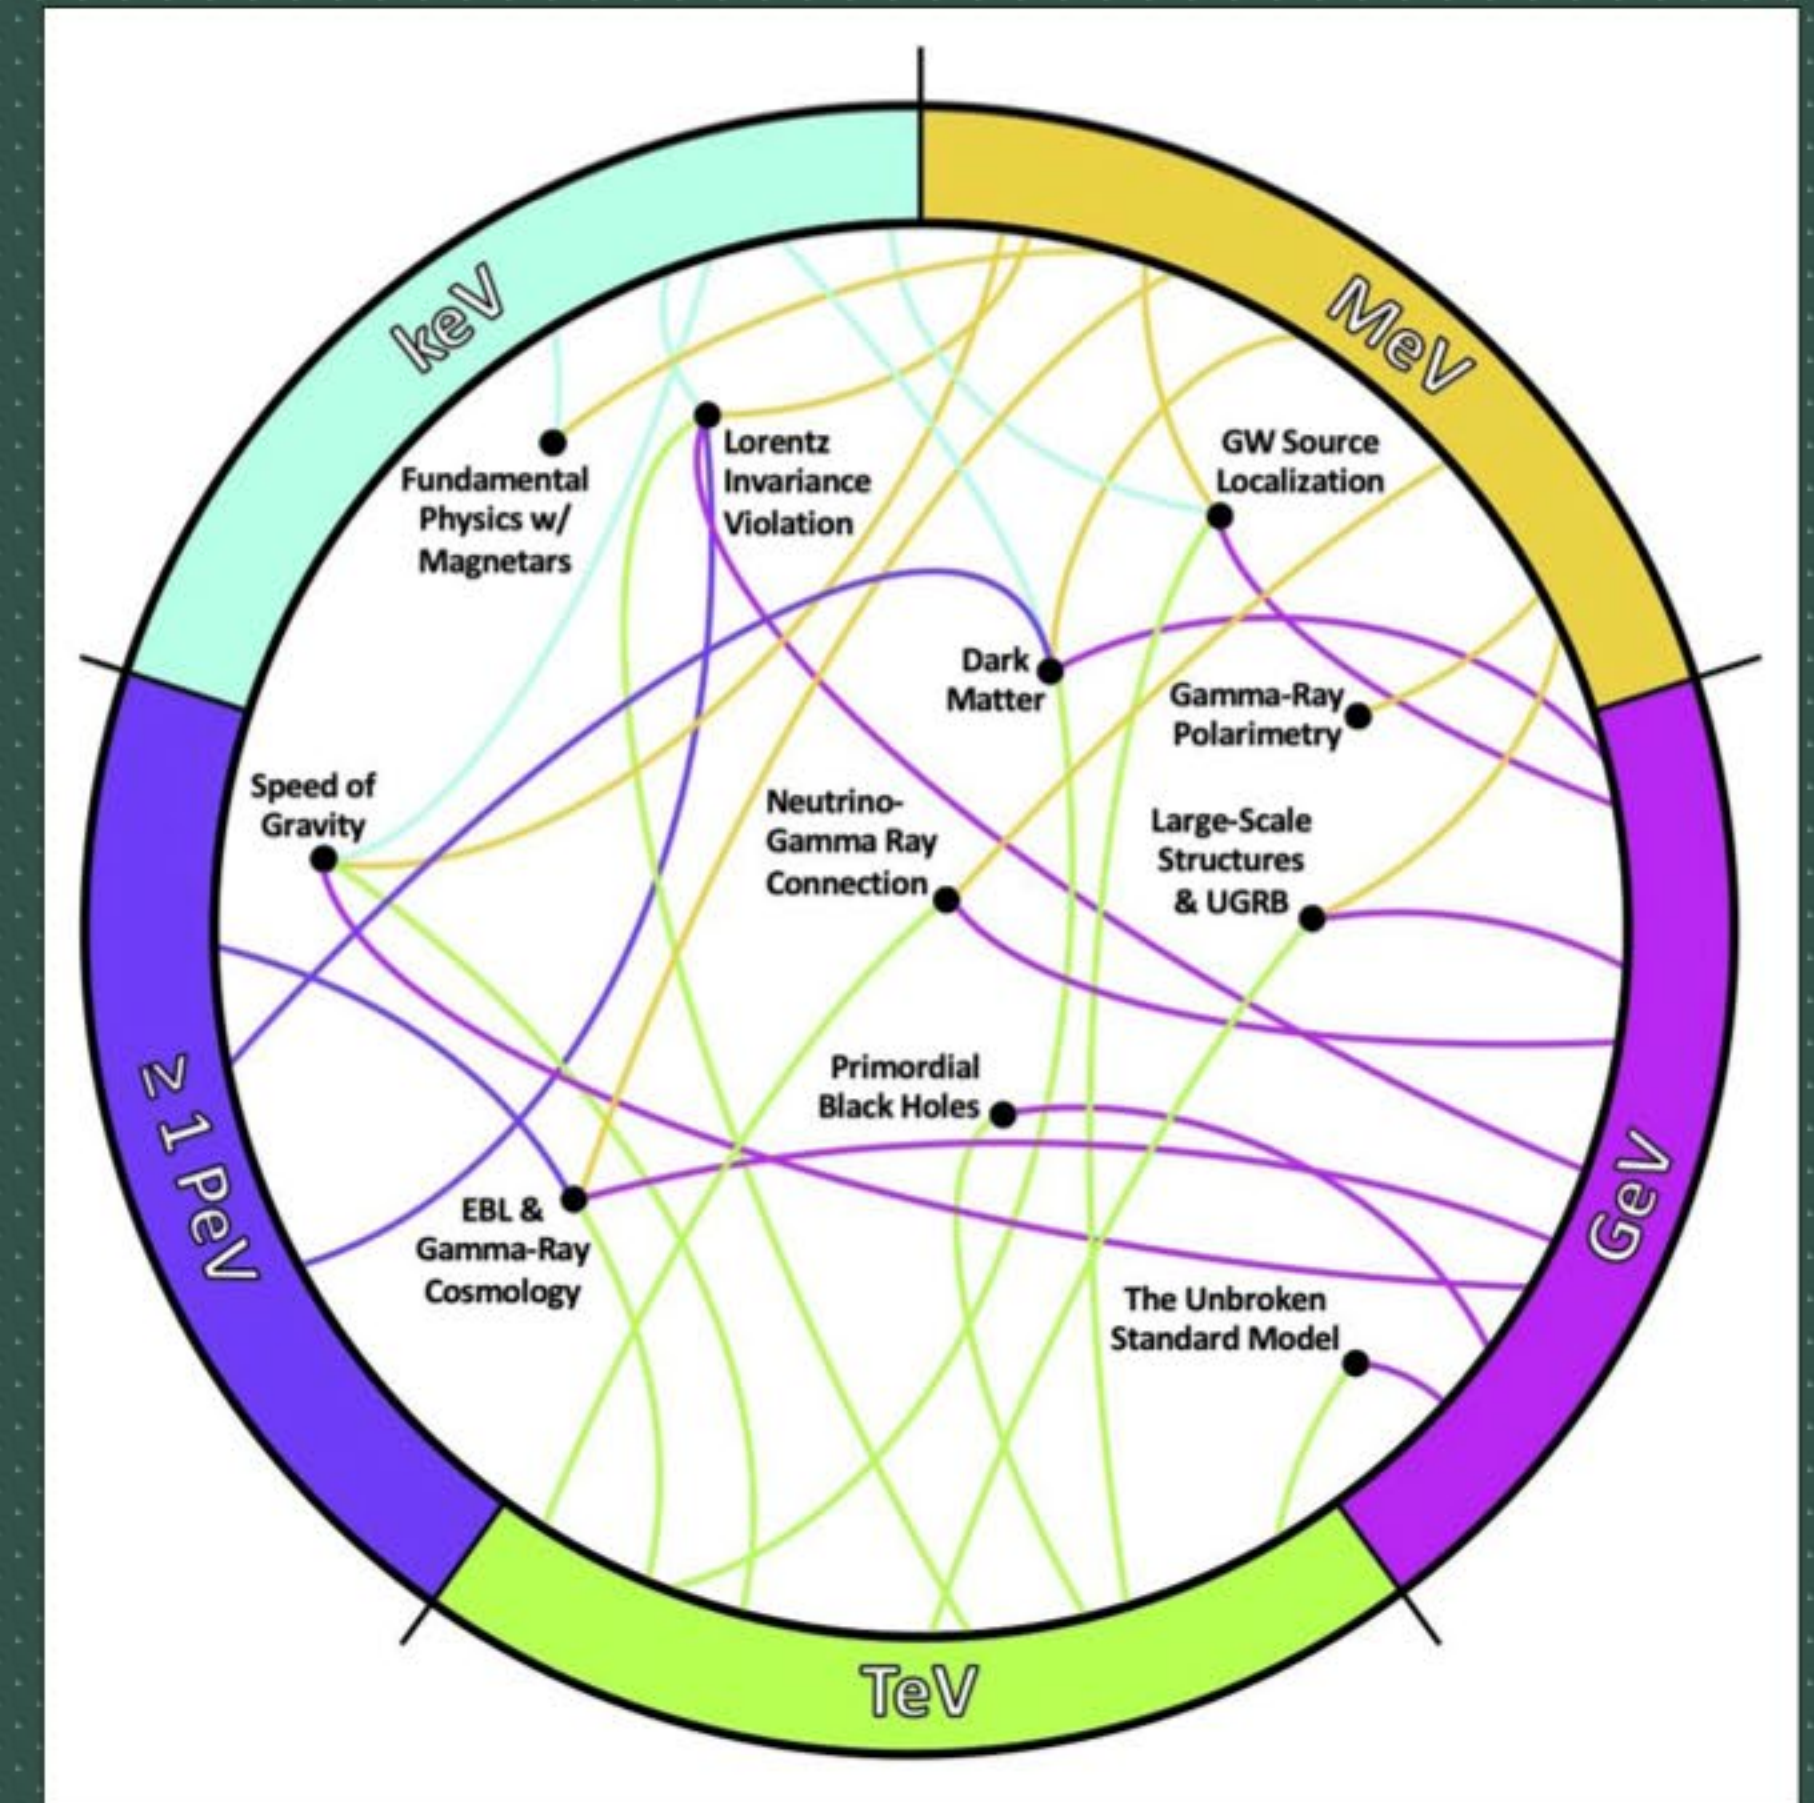 keV
MeV
Fundamental
Physics w/
Magnetars
Lorentz
Invariance
Violation
GW Source
Localization
Dark
Matter
Gamma-Ray
Polarimetry
Speed of
Gravity
Neutrino-
Gamma Ray
Connection
Large-Scale
Structures
& UGRB
Primordial
Black Holes
≥ 1 PeV
GeV
EBL &
Gamma-Ray
Cosmology
The Unbroken
Standard Model
TeV